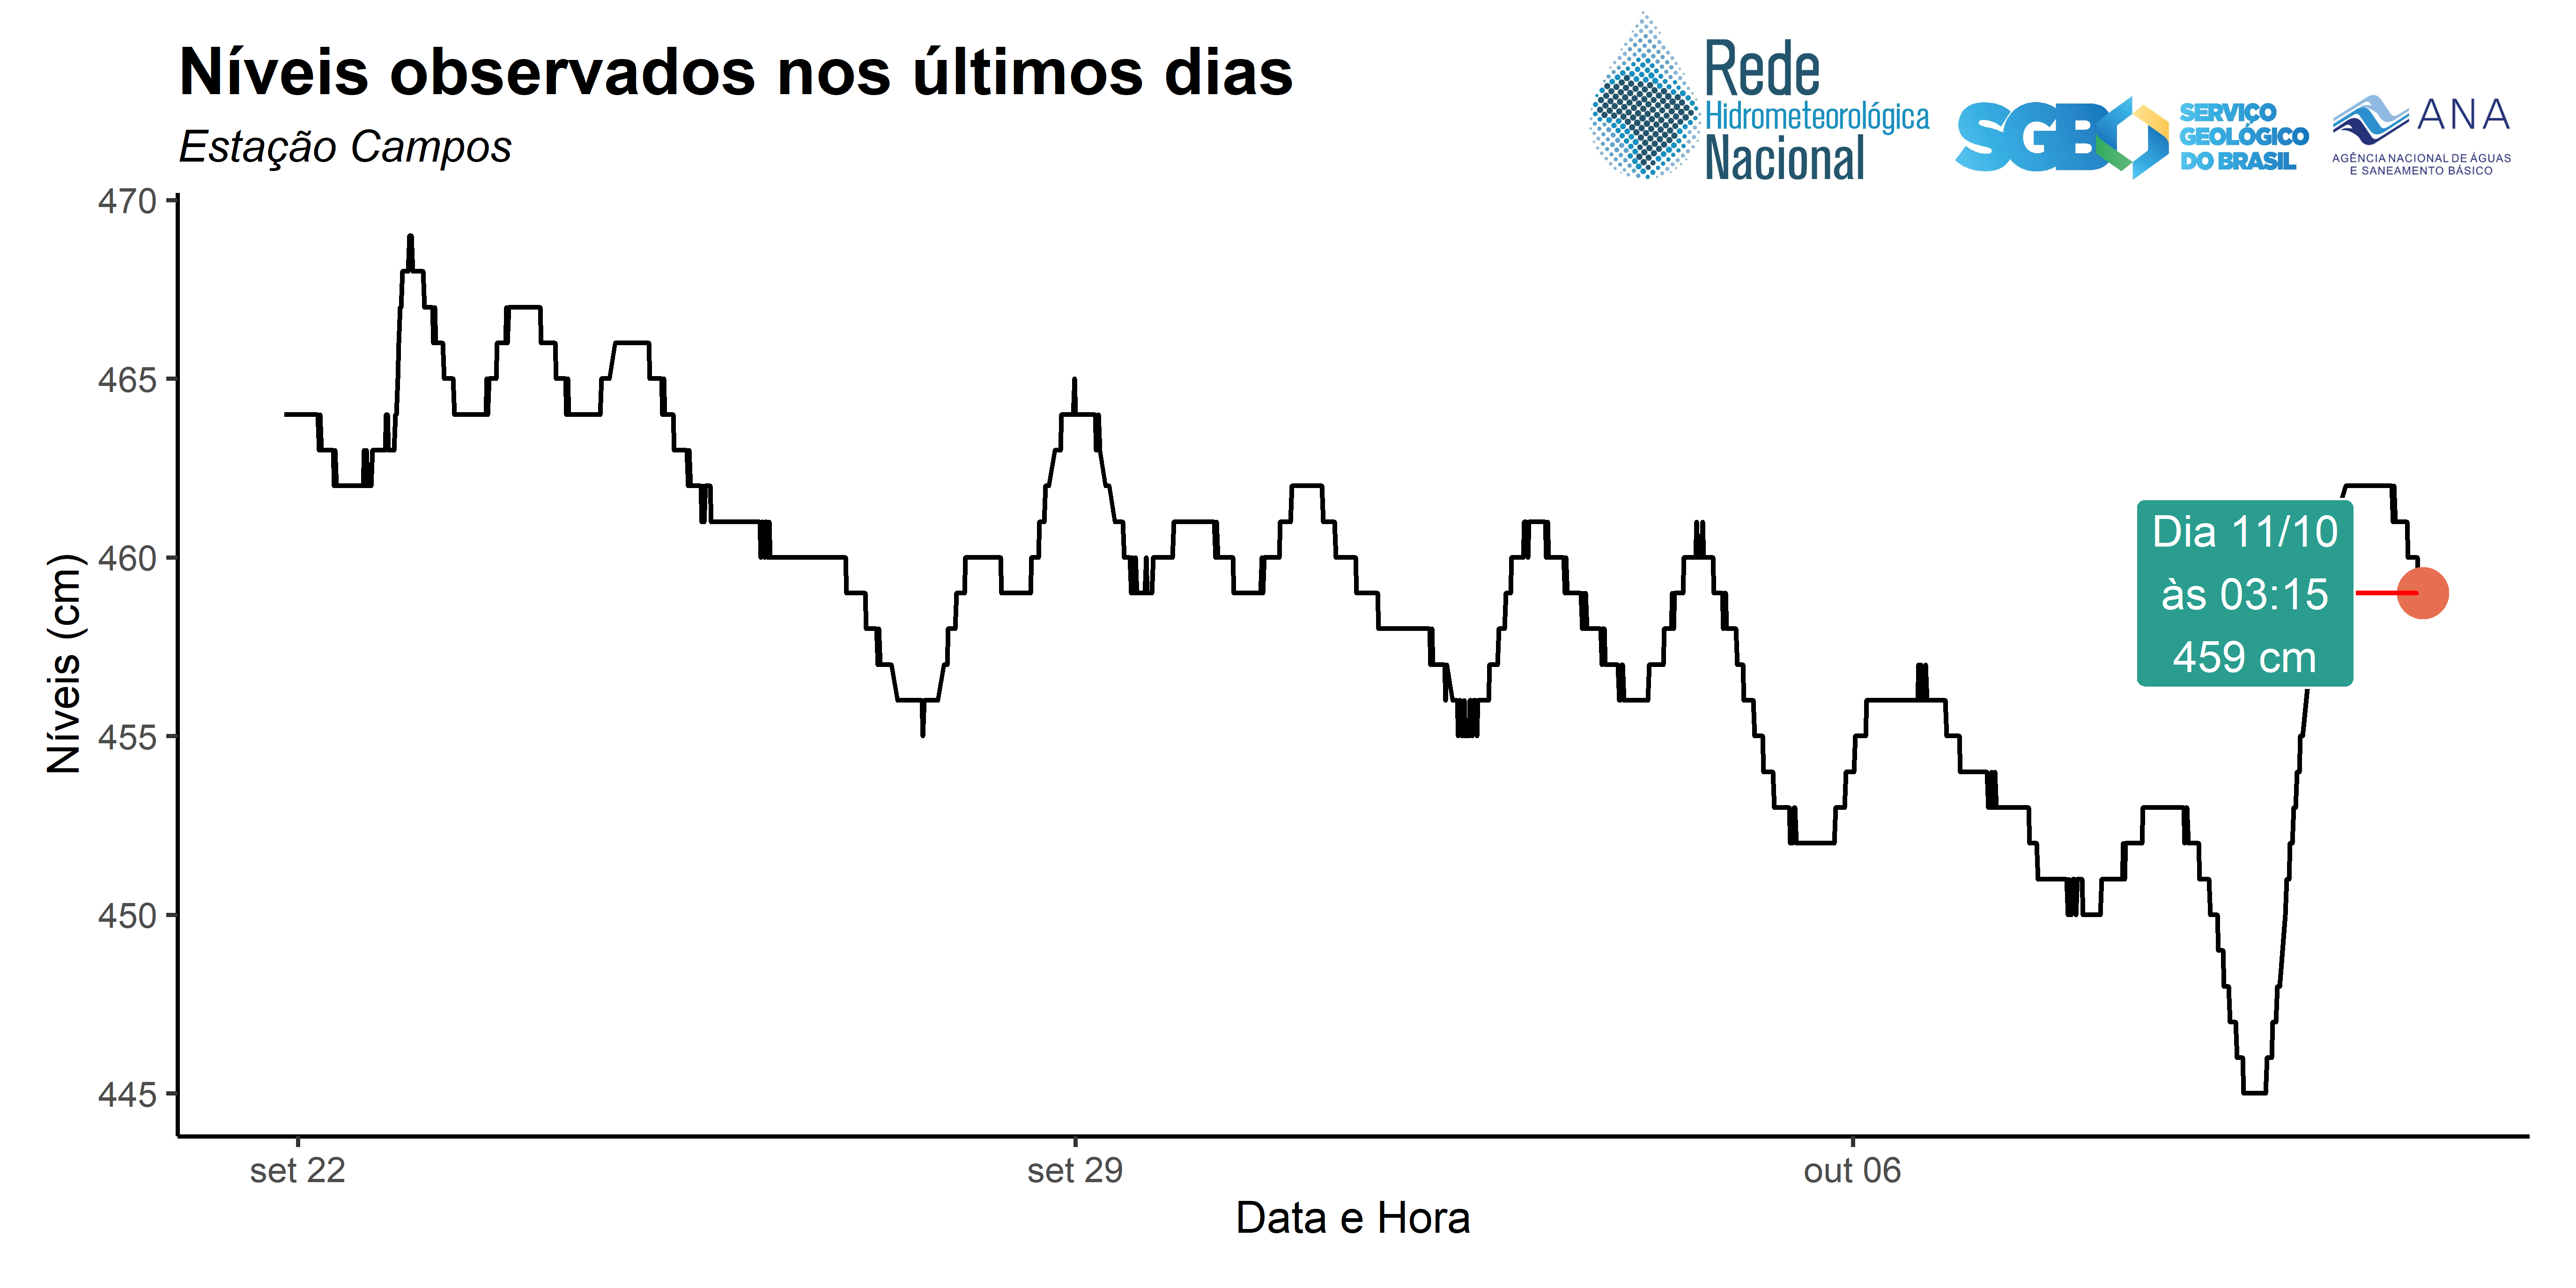 Níveis observados nos últimos dias
Estação Campos
Rede
Hidrometeorológica
Nacional
SGB
SERVIÇO
GEOLÓGICO
DO BRASIL
ANA
AGÊNCIA NACIONAL DE ÁGUAS
E SANEAMENTO BÁSICO
Níveis (cm)
470
465
460
455
450
445
Dia 11/10
às 03:15
459 cm
set 22
set 29
out 06
Data e Hora